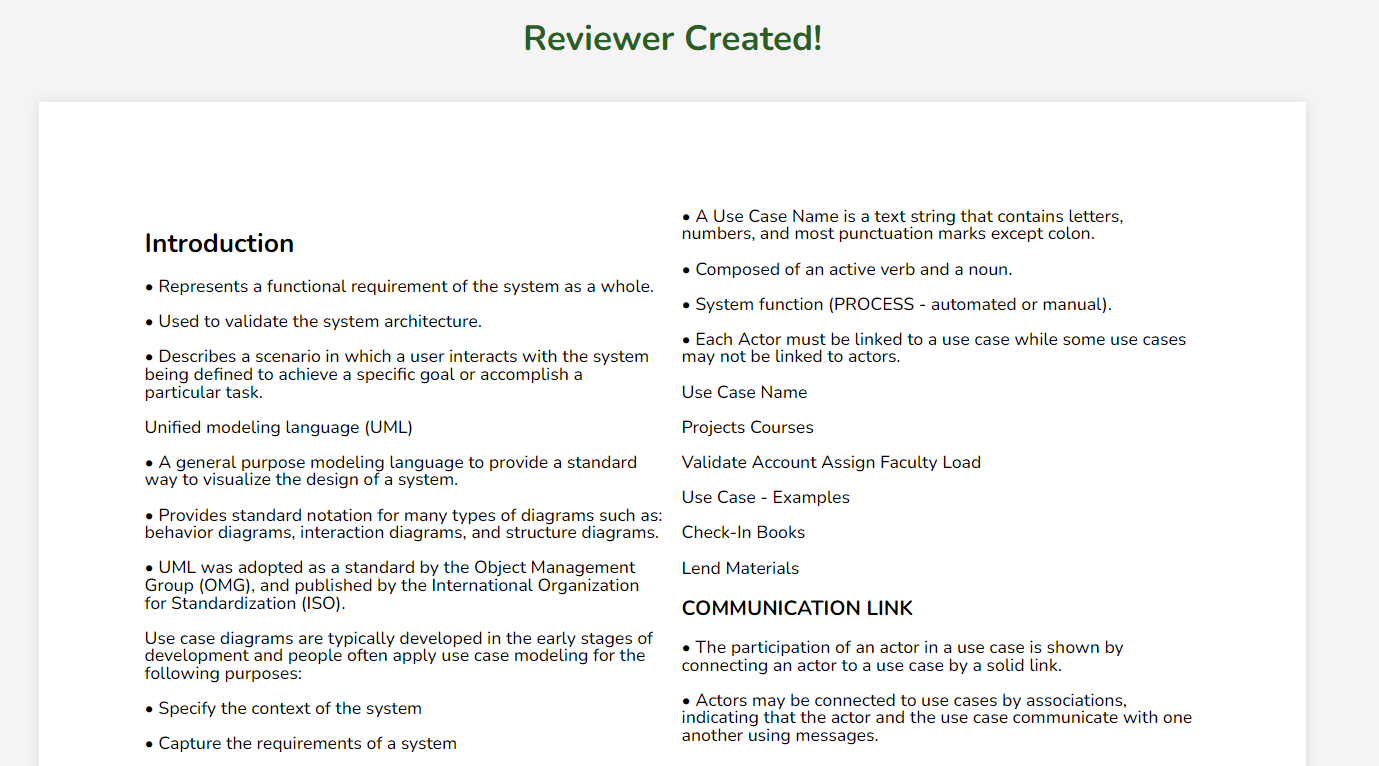 Reviewer Created!
Introduction
• Represents a functional requirement of the system as a whole.
• Used to validate the system architecture.
• Describes a scenario in which a user interacts with the system
being defined to achieve a specific goal or accomplish a
particular task.
Unified modeling language (UML)
• A general purpose modeling language to provide a standard
way to visualize the design of a system.
• Provides standard notation for many types of diagrams such as:
behavior diagrams, interaction diagrams, and structure diagrams.
• UML was adopted as a standard by the Object Management
Group (OMG), and published by the International Organization
for Standardization (ISO).
Use case diagrams are typically developed in the early stages of
development and people often apply use case modeling for the
following purposes:
• Specify the context of the system
• Capture the requirements of a system
• A Use Case Name is a text string that contains letters,
numbers, and most punctuation marks except colon.
• Composed of an active verb and a noun.
• System function (PROCESS - automated or manual).
• Each Actor must be linked to a use case while some use cases
may not be linked to actors.
Use Case Name
Projects Courses
Validate Account Assign Faculty Load
Use Case - Examples
Check-In Books
Lend Materials
COMMUNICATION LINK
• The participation of an actor in a use case is shown by
connecting an actor to a use case by a solid link.
• Actors may be connected to use cases by associations,
indicating that the actor and the use case communicate with one
another using messages.